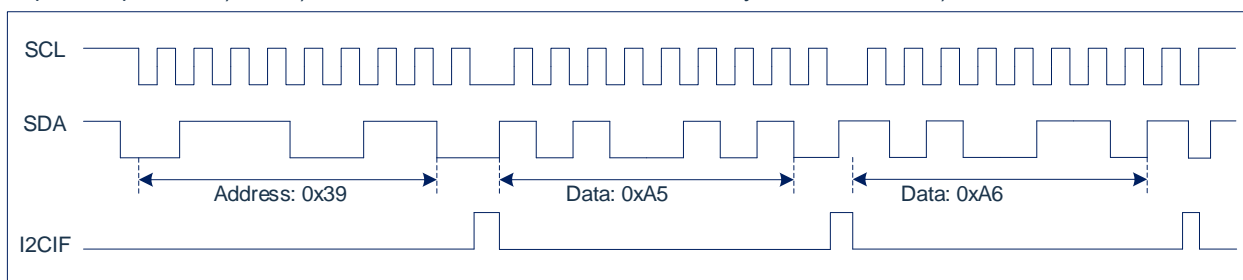 SCL
SDA
Address: 0x39 Data: 0xA5 Data: 0xA6
I2CIF